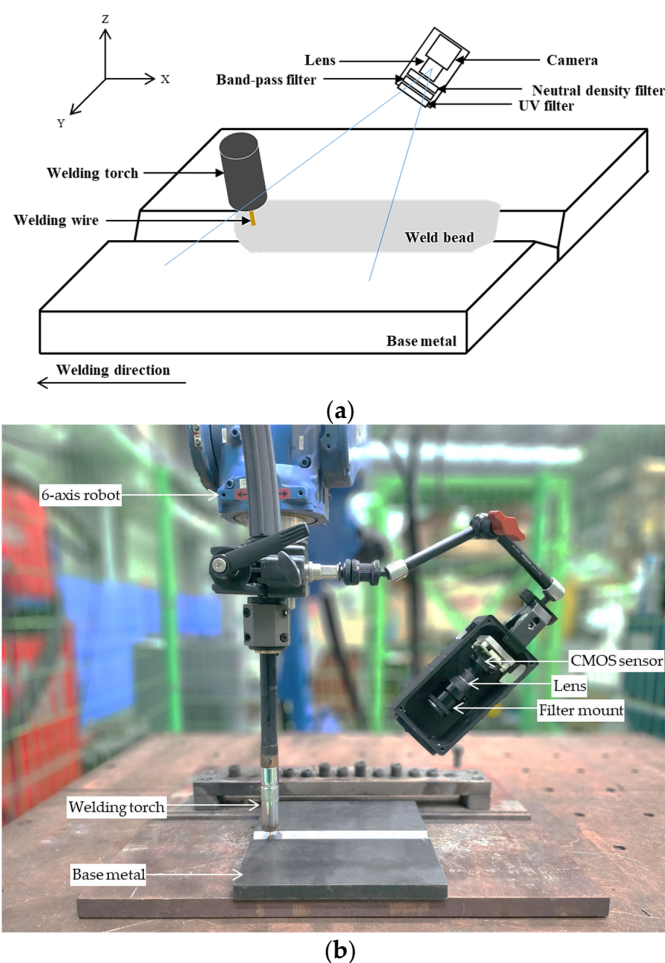 Z
X
Y
Lens
Camera
Band-pass filter
Neutral density filter
UV filter
Welding torch
Welding wire
Weld bead
Base metal
Welding direction
(a)
6-axis robot
CMOS sensor
Lens
Filter mount
Welding torch
Base metal
(b)